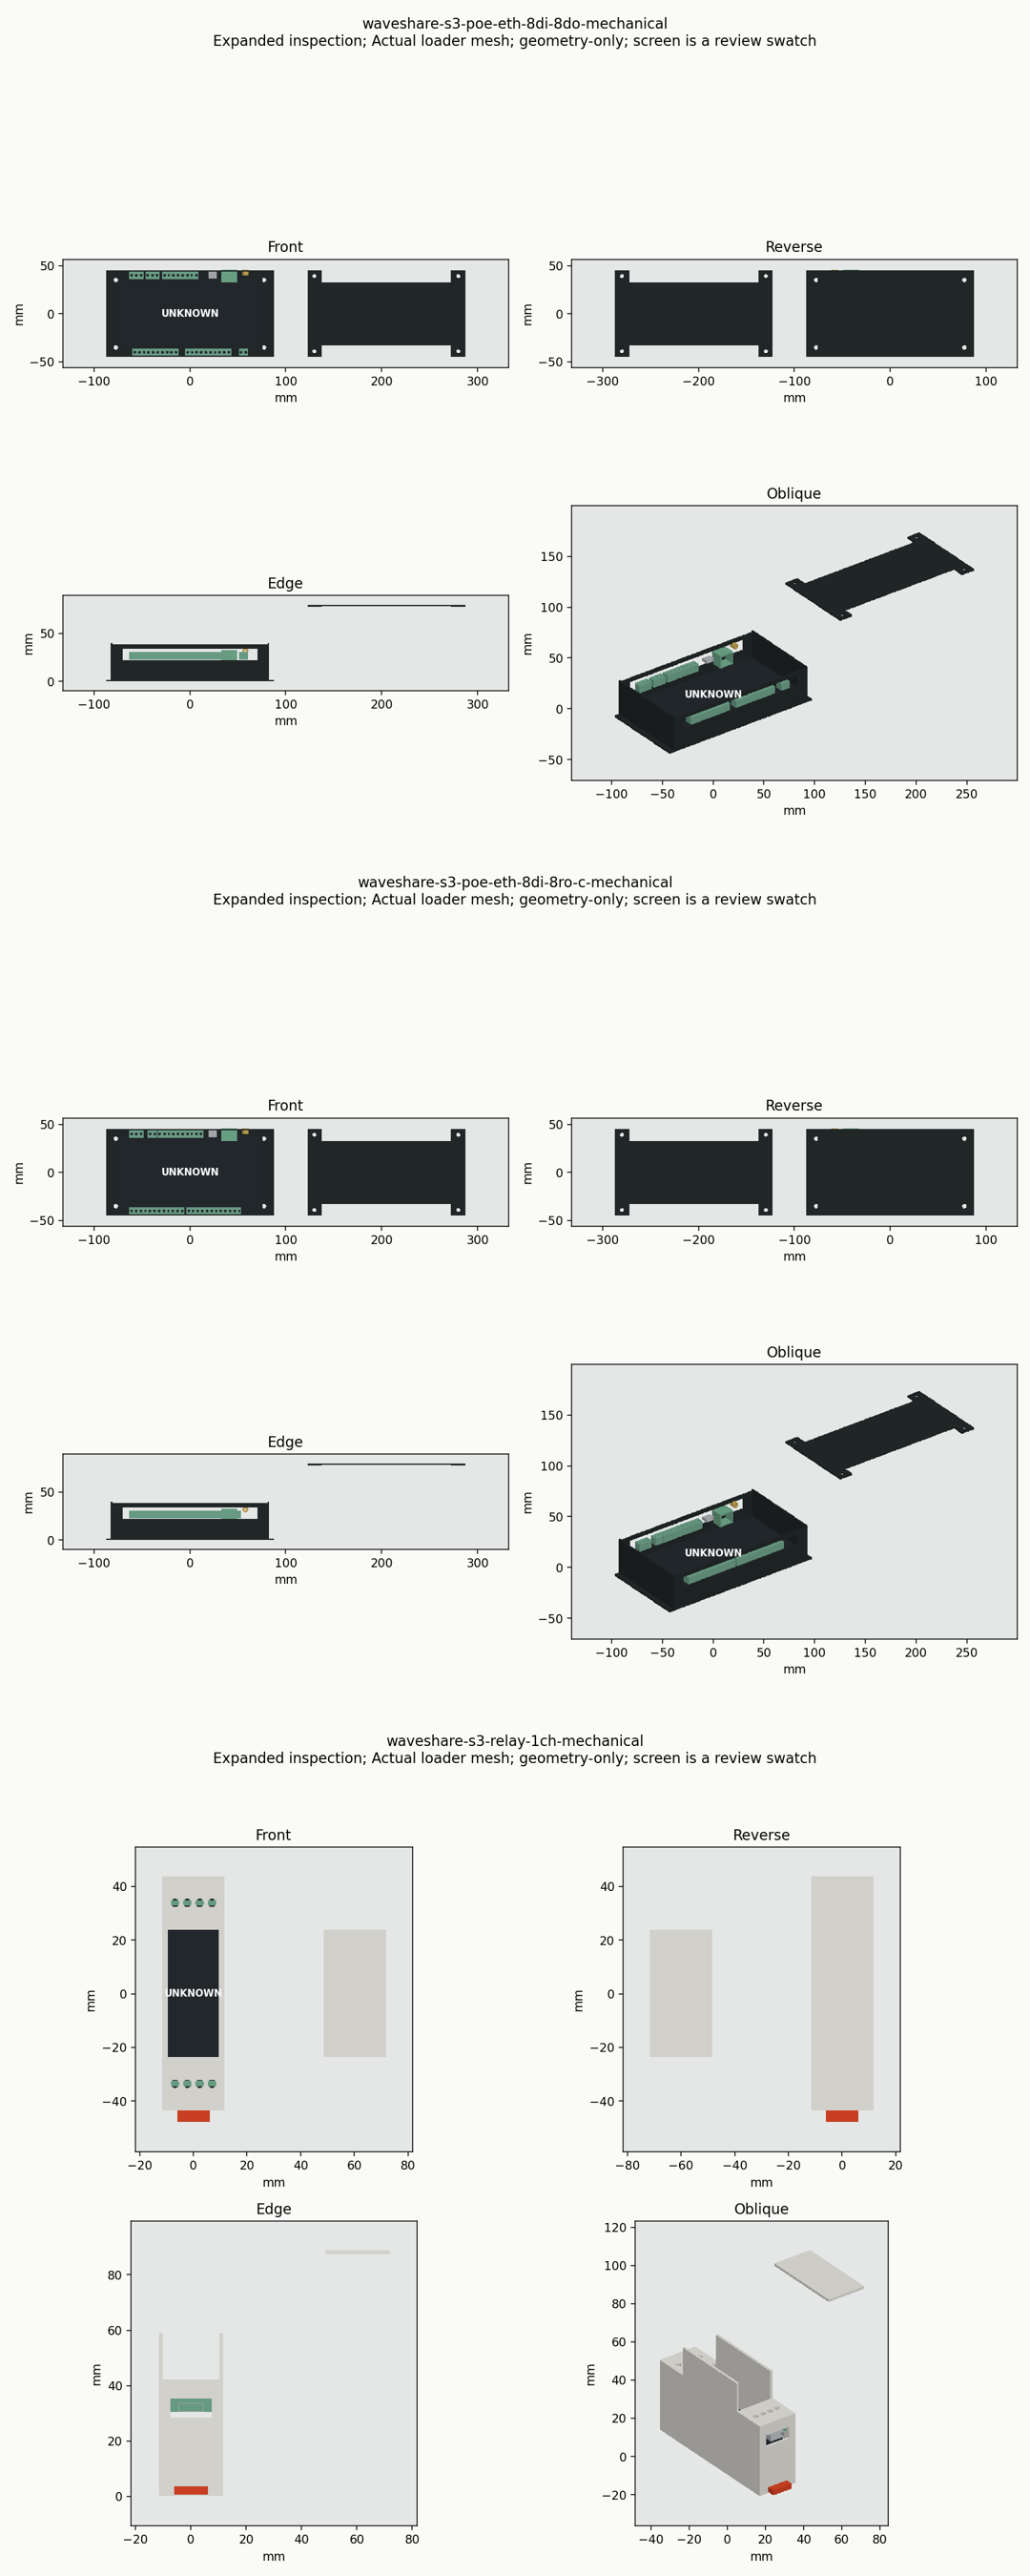 waveshare-s3-poe-eth-8di-8do-mechanical
Expanded inspection; Actual loader mesh; geometry-only; screen is a review swatch
Front
50
0
−50
mm
UNKNOWN
−100
0
100
200
300
mm
Reverse
50
0
−50
mm
−300
−200
−100
0
100
mm
Edge
50
0
mm
−100
0
100
200
300
mm
Oblique
150
100
50
0
−50
mm
UNKNOWN
−100
−50
0
50
100
150
200
250
mm
waveshare-s3-poe-eth-8di-8ro-c-mechanical
Expanded inspection; Actual loader mesh; geometry-only; screen is a review swatch
Front
50
0
−50
mm
UNKNOWN
−100
0
100
200
300
mm
Reverse
50
0
−50
mm
−300
−200
−100
0
100
mm
Edge
50
0
mm
−100
0
100
200
300
mm
Oblique
150
100
50
0
−50
mm
UNKNOWN
−100
−50
0
50
100
150
200
250
mm
waveshare-s3-relay-1ch-mechanical
Expanded inspection; Actual loader mesh; geometry-only; screen is a review swatch
Front
40
20
0
−20
−40
mm
UNKNOWN
−20
0
20
40
60
80
mm
Reverse
40
20
0
−20
−40
mm
−80
−60
−40
−20
0
20
mm
Edge
80
60
40
20
0
mm
−20
0
20
40
60
80
mm
Oblique
120
100
80
60
40
20
0
−20
mm
−40
−20
0
20
40
60
80
mm